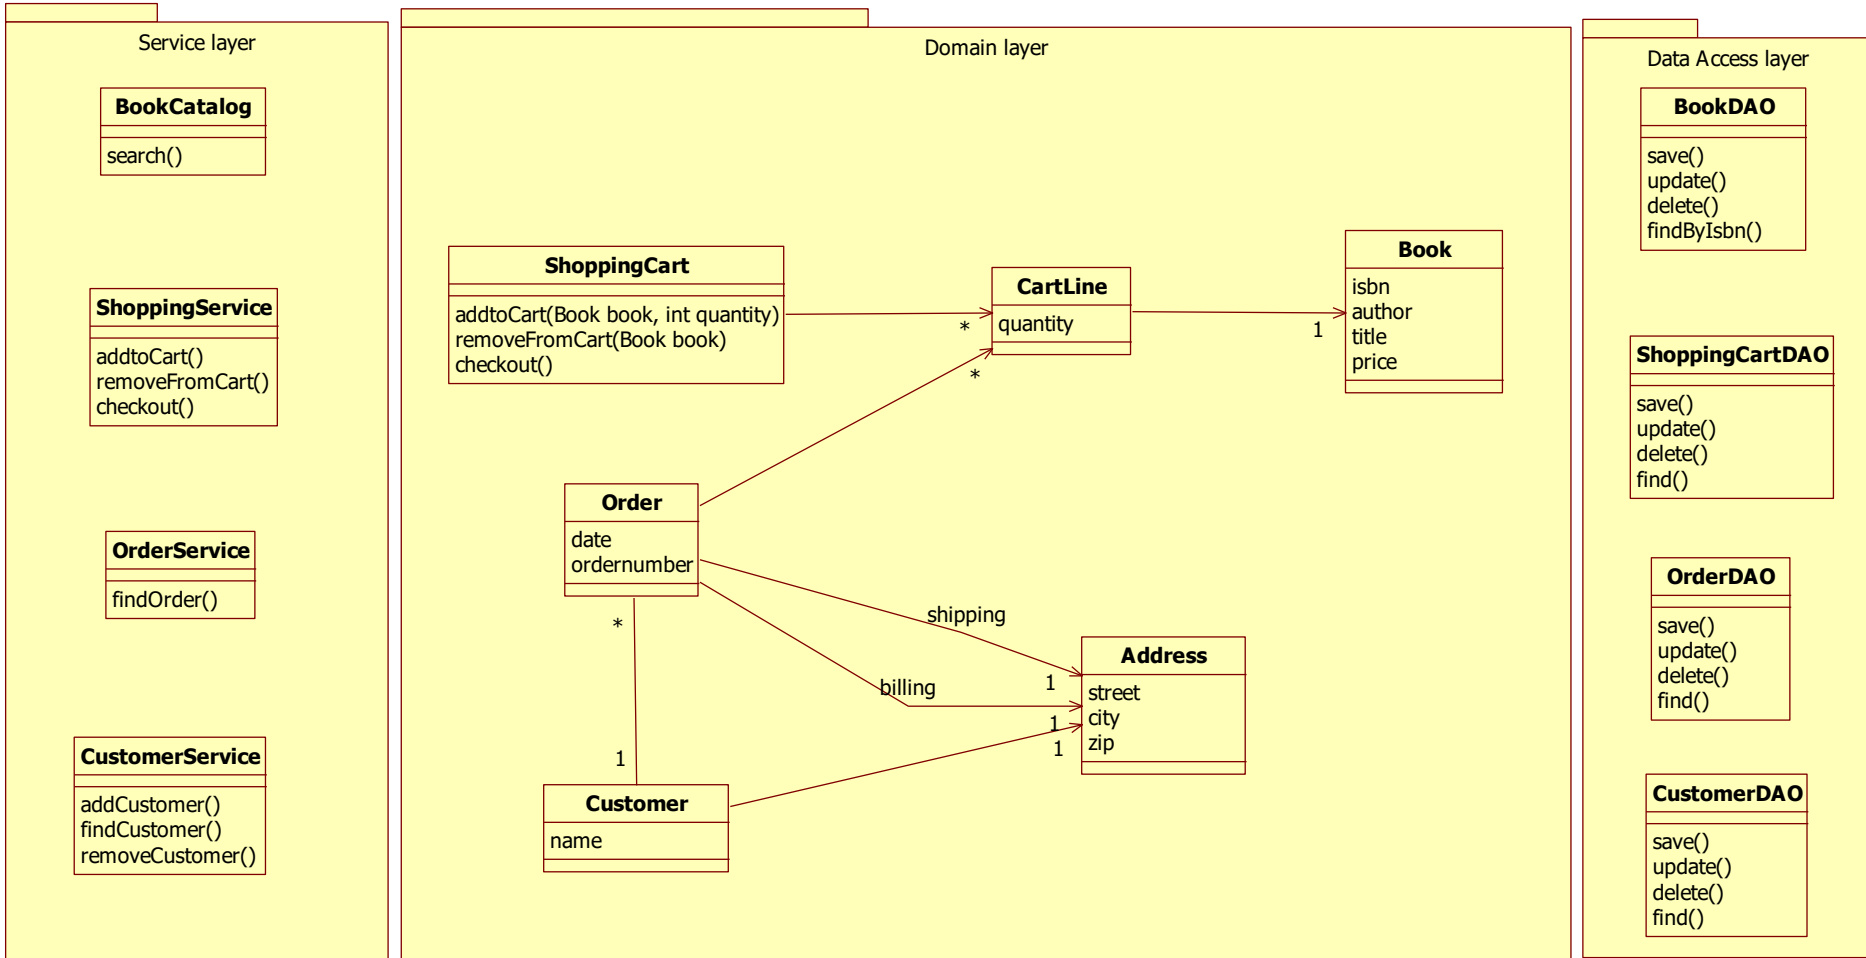 Service layer
BookCatalog
search()
ShoppingService
addtoCart()
removeFromCart()
checkout()
OrderService
findOrder()
CustomerService
addCustomer()
findCustomer()
removeCustomer()
Domain layer
ShoppingCart
addtoCart(Book book, int quantity)
removeFromCart(Book book)
checkout()
*
*
CartLine
quantity
1
Book
isbn
author
title
price
Order
date
ordernumber
*
1
shipping
billing
1
1
1
Address
street
city
zip
Customer
name
Data Access layer
BookDAO
save()
update()
delete()
findByIsbn()
ShoppingCartDAO
save()
update()
delete()
find()
OrderDAO
save()
update()
delete()
find()
CustomerDAO
save()
update()
delete()
find()